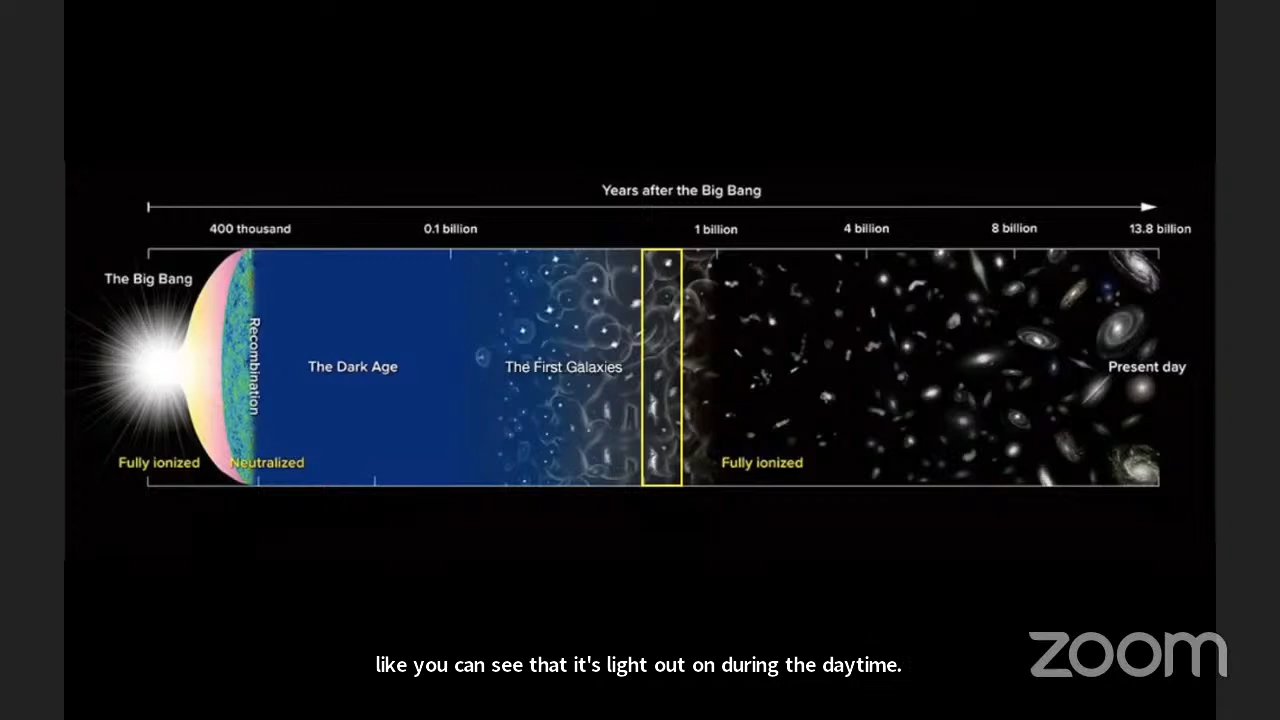 Years after the Big Bang
400 thousand
0.1 billion
1 billion
4 billion
8 billion
13.8 billion
The Big Bang
Recombination
The Dark Age
The First Galaxies
Present day
Fully ionized
Neutralized
Fully ionized
like you can see that it's light out on during the daytime.
zoom